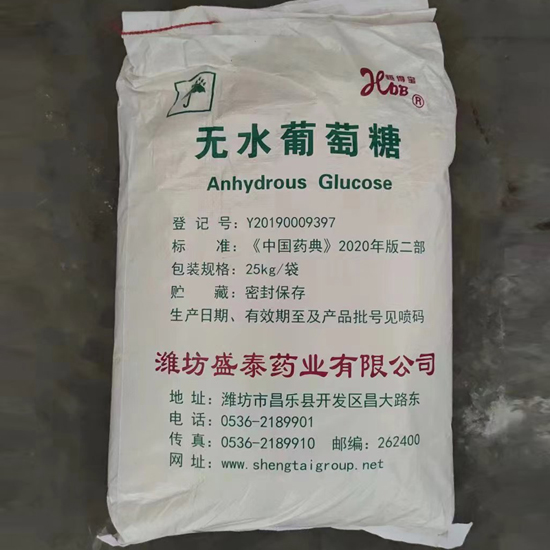 HDB®
无水葡萄糖
Anhydrous Glucose
登 记 号：Y20190009397
标 准：《中国药典》2020年版二部
包装规格：25kg/袋
贮 藏：密封保存
生产日期、有效期至及产品批号见喷码
潍坊盛泰药业有限公司
地 址：潍坊市昌乐县开发区昌大路东
电 话：0536-2189901
传 真：0536-2189910 邮编：262400
网 址：www.shengtaigroup.net